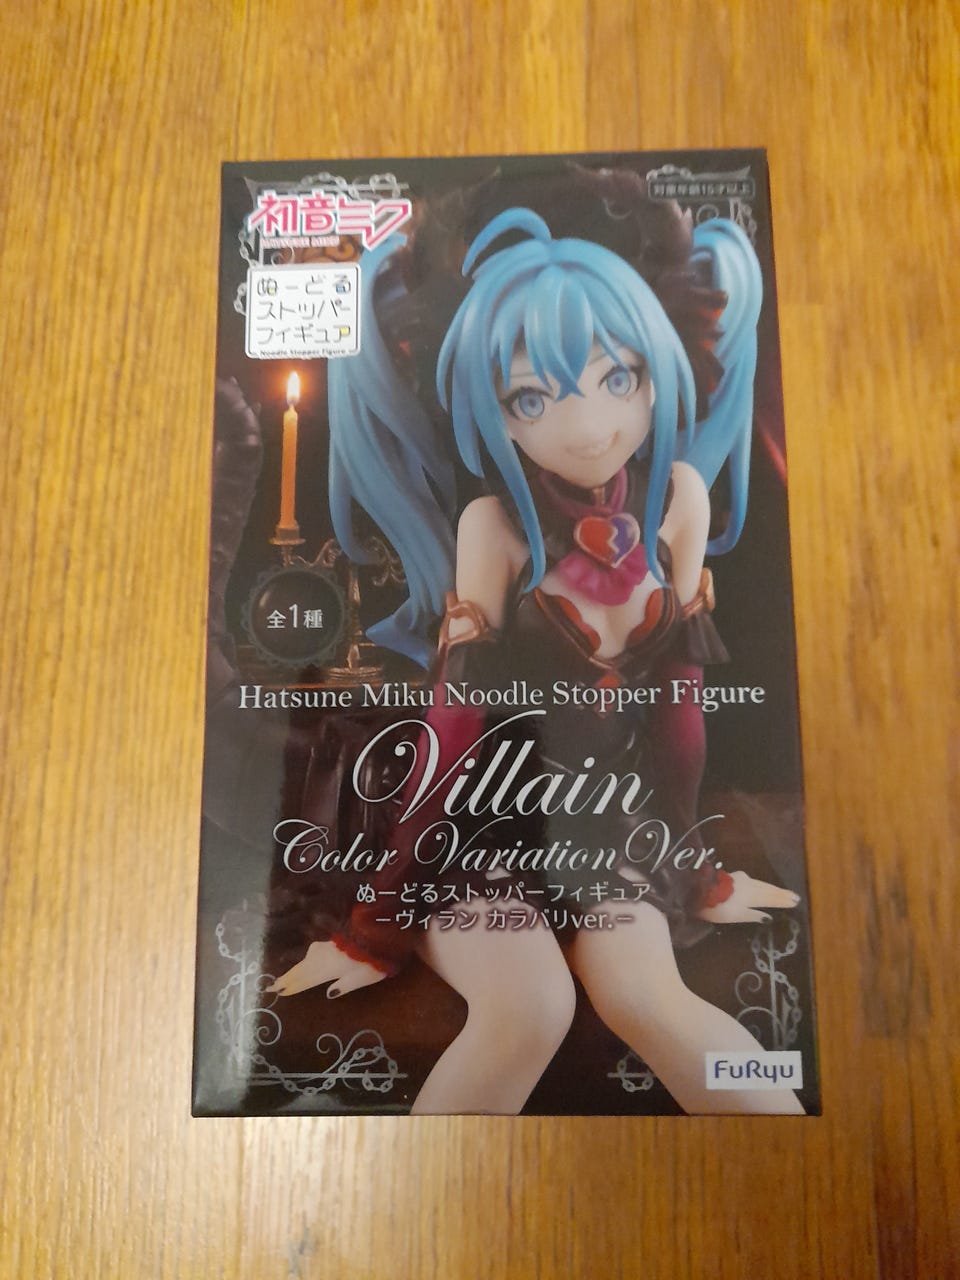 対象年齢15才以上
初音ミク
HATSUNE MIKU
ぬーどる
ストッパー
フィギュア
Noodle Stopper Figure
全1種
Hatsune Miku Noodle Stopper Figure
Villain
Color Variation Ver.
ぬーどるストッパーフィギュア
－ヴィラン カラバリver.－
FuRyu